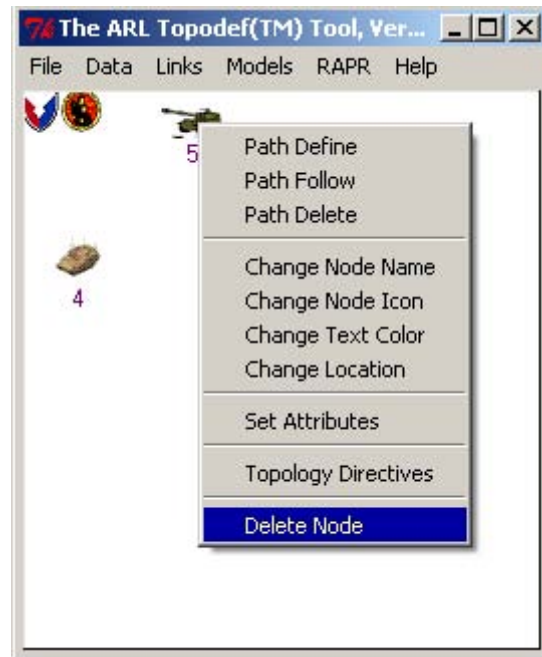 The ARL Topodef(TM) Tool, Ver...
File Data Links Models RAPR Help
5
Path Define
Path Follow
Path Delete
4
Change Node Name
Change Node Icon
Change Text Color
Change Location
Set Attributes
Topology Directives
Delete Node